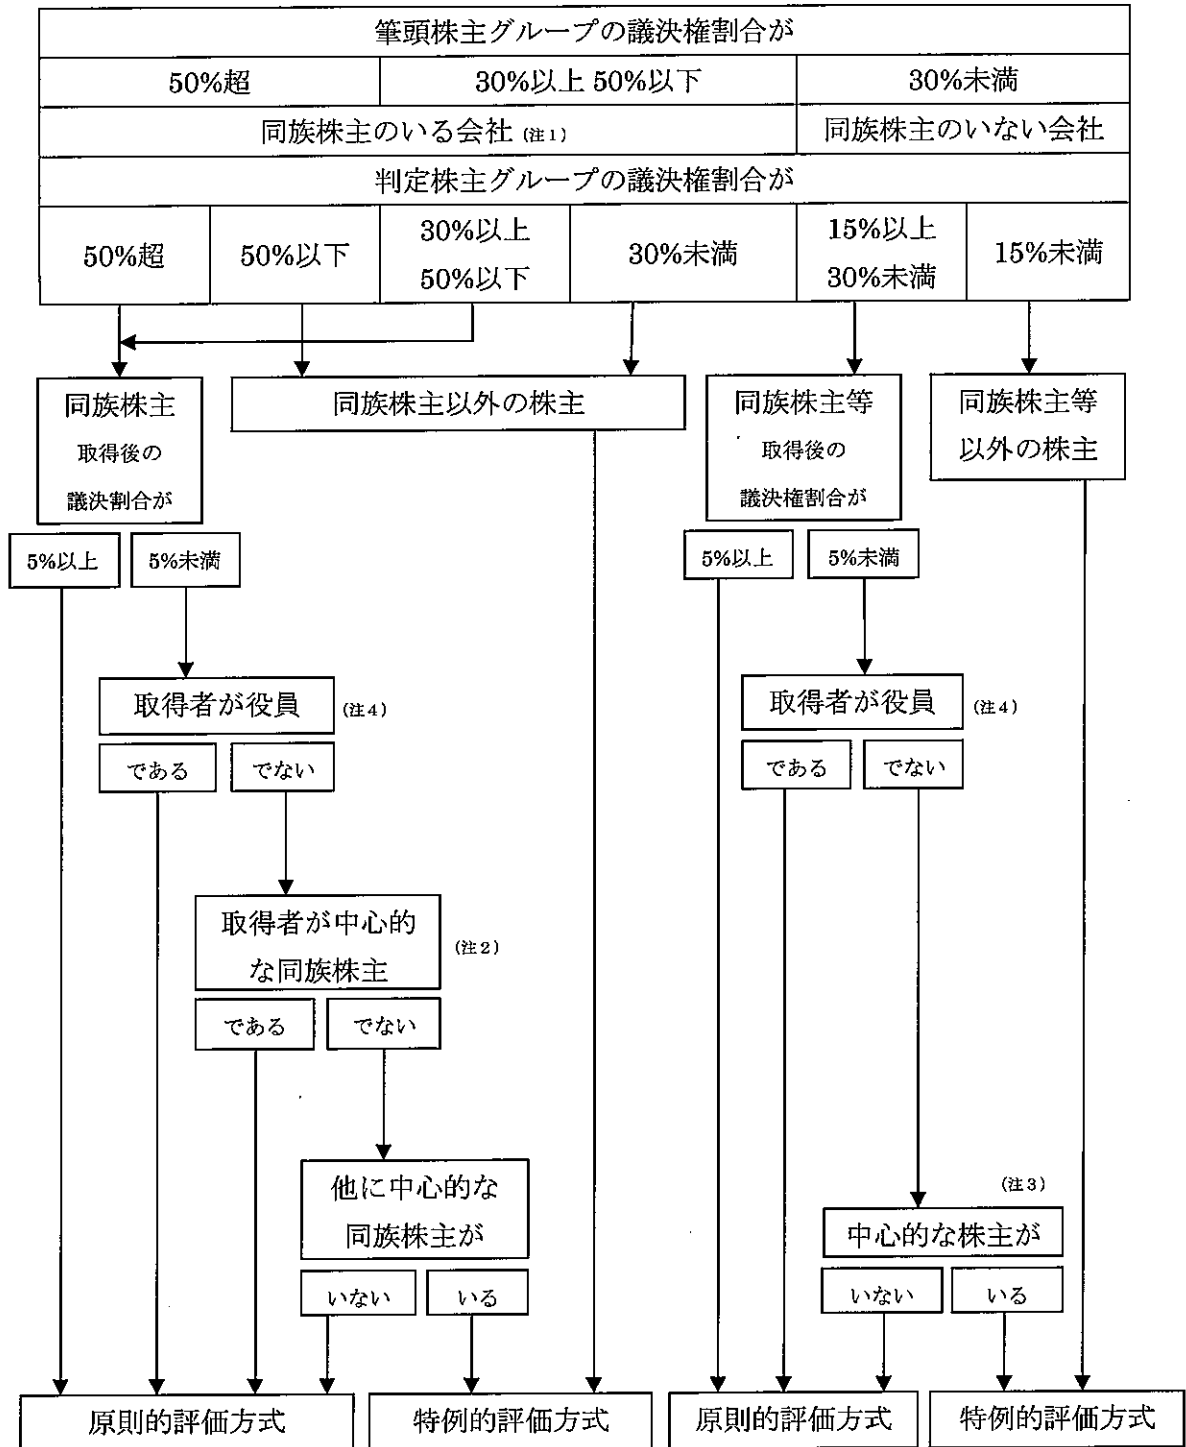 筆頭株主グループの議決権割合が
50%超 30%以上 50%以下 30%未満
同族株主のいる会社 (注1) 同族株主のいない会社
判定株主グループの議決権割合が
50%超 50%以下 30%以上 50%以下 30%未満 15%以上 30%未満 15%未満
同族株主
取得後の
議決割合が
同族株主以外の株主
同族株主等
取得後の
議決権割合が
同族株主等
以外の株主
5%以上 5%未満
5%以上 5%未満
取得者が役員 (注4)
取得者が役員 (注4)
である でない
である でない
取得者が中心的
な同族株主
(注2)
である でない
他に中心的な
同族株主が
(注3)
中心的な株主が
いない いる
いない いる
原則的評価方式 特例的評価方式 原則的評価方式 特例的評価方式